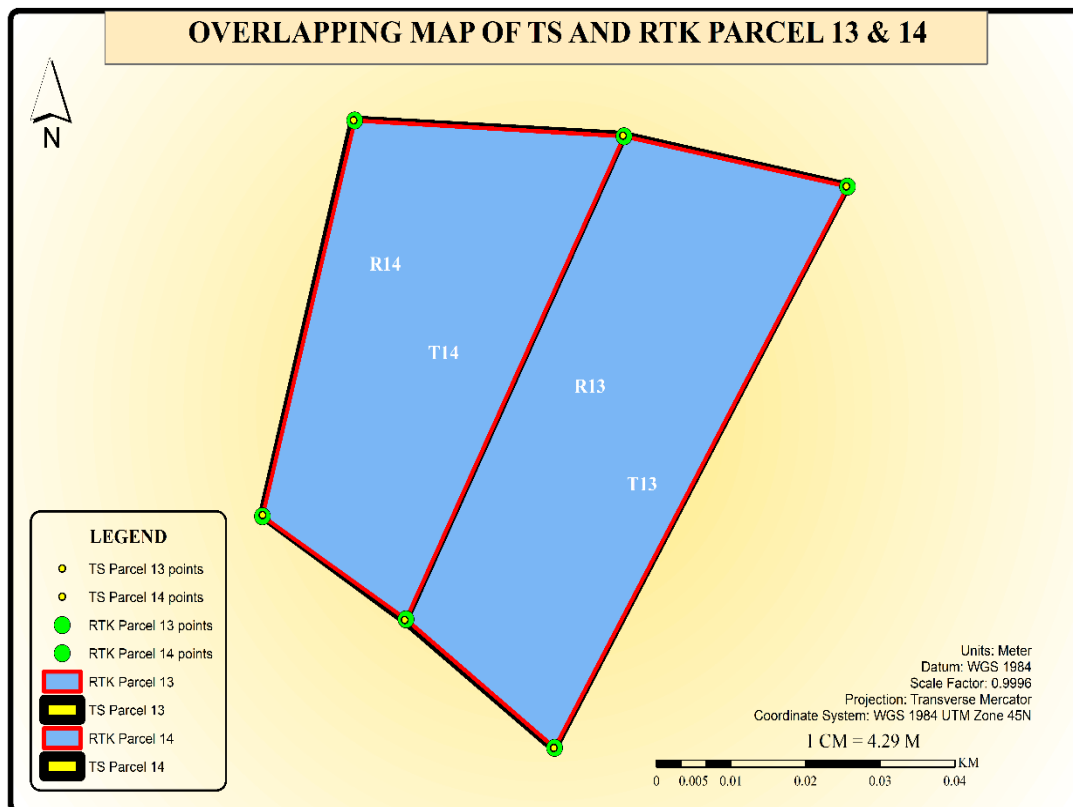 OVERLAPPING MAP OF TS AND RTK PARCEL 13 & 14
N
R14
T14
R13
T13
LEGEND
TS Parcel 13 points
TS Parcel 14 points
RTK Parcel 13 points
RTK Parcel 14 points
RTK Parcel 13
TS Parcel 13
RTK Parcel 14
TS Parcel 14
Units: Meter
Datum: WGS 1984
Scale Factor: 0.9996
Projection: Transverse Mercator
Coordinate System: WGS 1984 UTM Zone 45N
1 CM = 4.29 M
KM
0 0.005 0.01 0.02 0.03 0.04